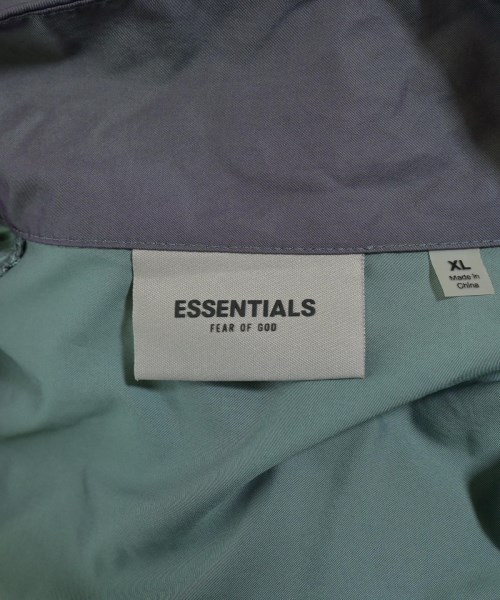 ESSENTIALS
FEAR OF GOD
XL
Made in
China